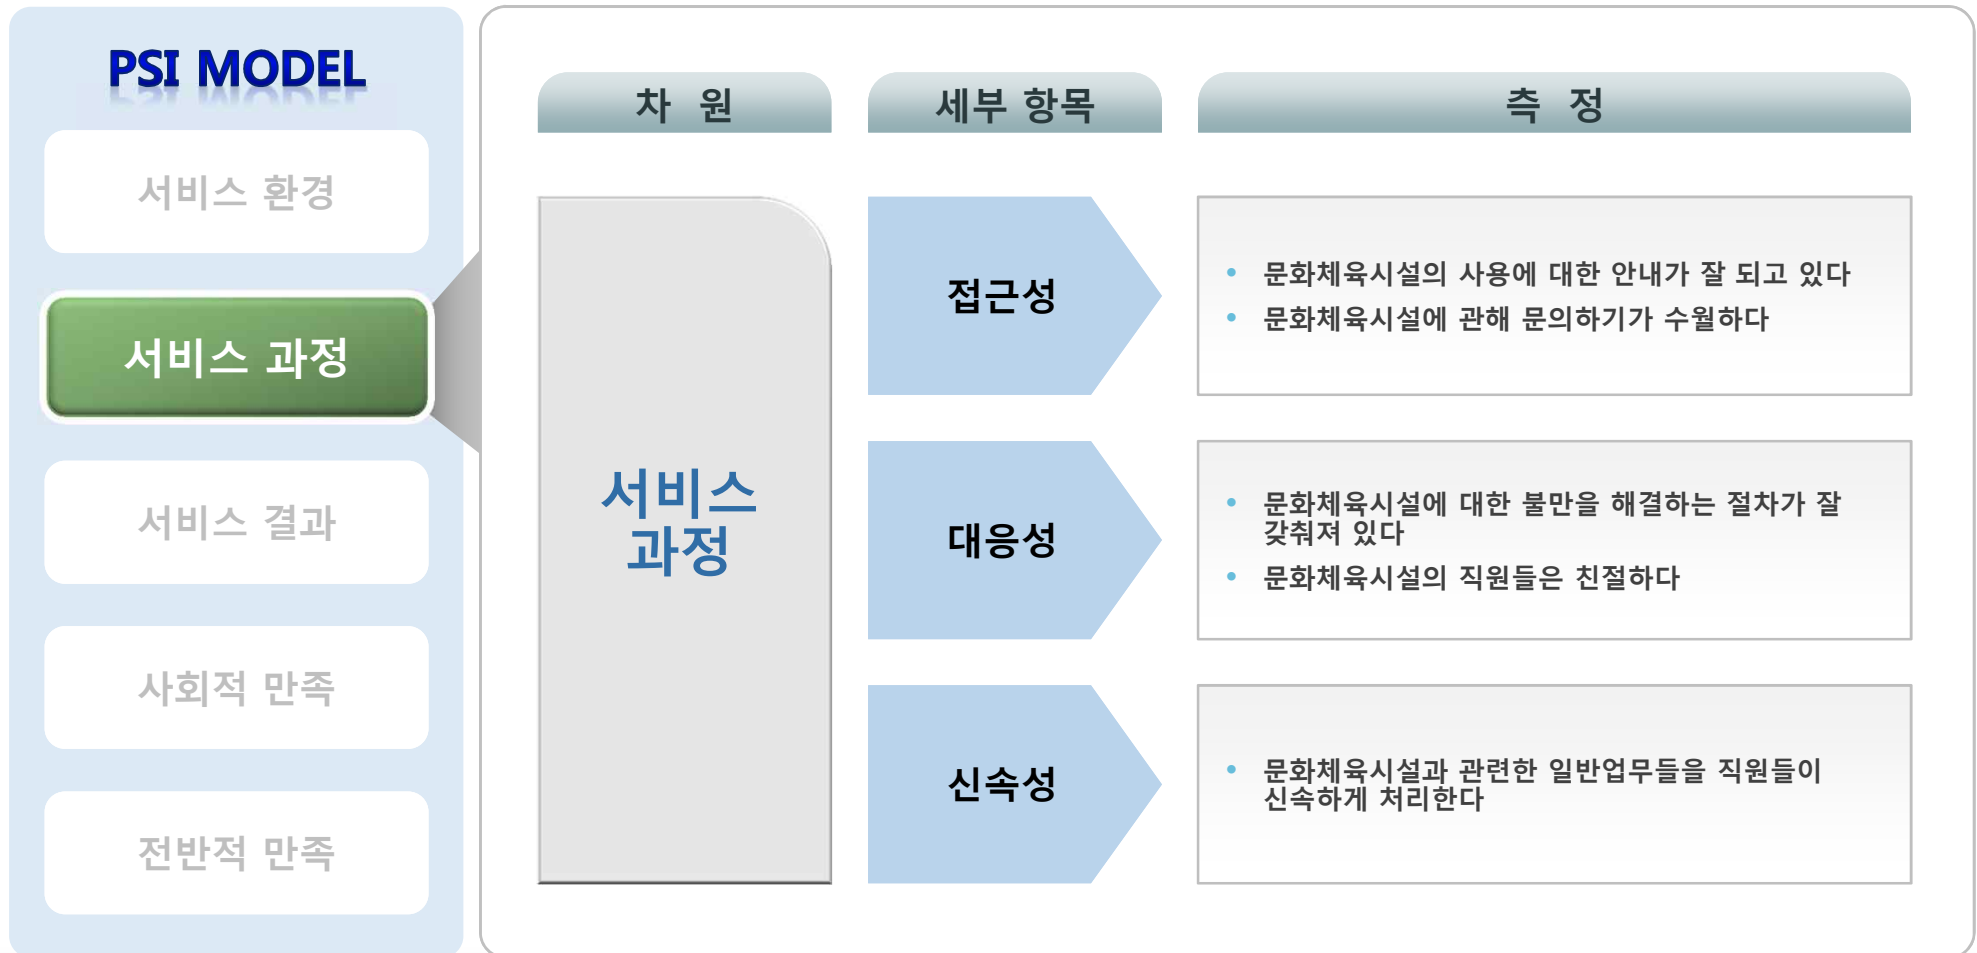 PSI MODEL
서비스 환경
서비스 과정
서비스 결과
사회적 만족
전반적 만족
차 원
세부 항목
측 정
서비스
과정
접근성
• 문화체육시설의 사용에 대한 안내가 잘 되고 있다
• 문화체육시설에 관해 문의하기가 수월하다
대응성
• 문화체육시설에 대한 불만을 해결하는 절차가 잘
갖춰져 있다
• 문화체육시설의 직원들은 친절하다
신속성
• 문화체육시설과 관련한 일반업무들을 직원들이
신속하게 처리한다